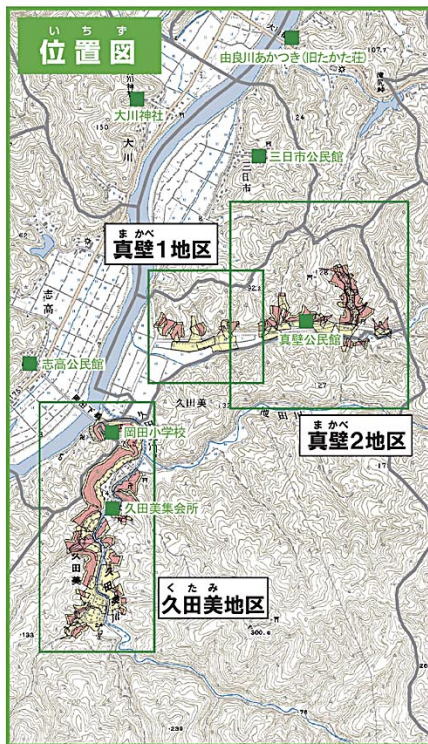 いちず
位置図
由良川あかつき(旧たかた荘)
大川神社
大川
三日市公民館
三日市
まかべ
真壁1地区
志高
真壁公民館
志高公民館
久田美
まかべ
真壁2地区
岡田小学校
久田美集会所
くたみ
久田美地区
久田美
300.6
-133
-239